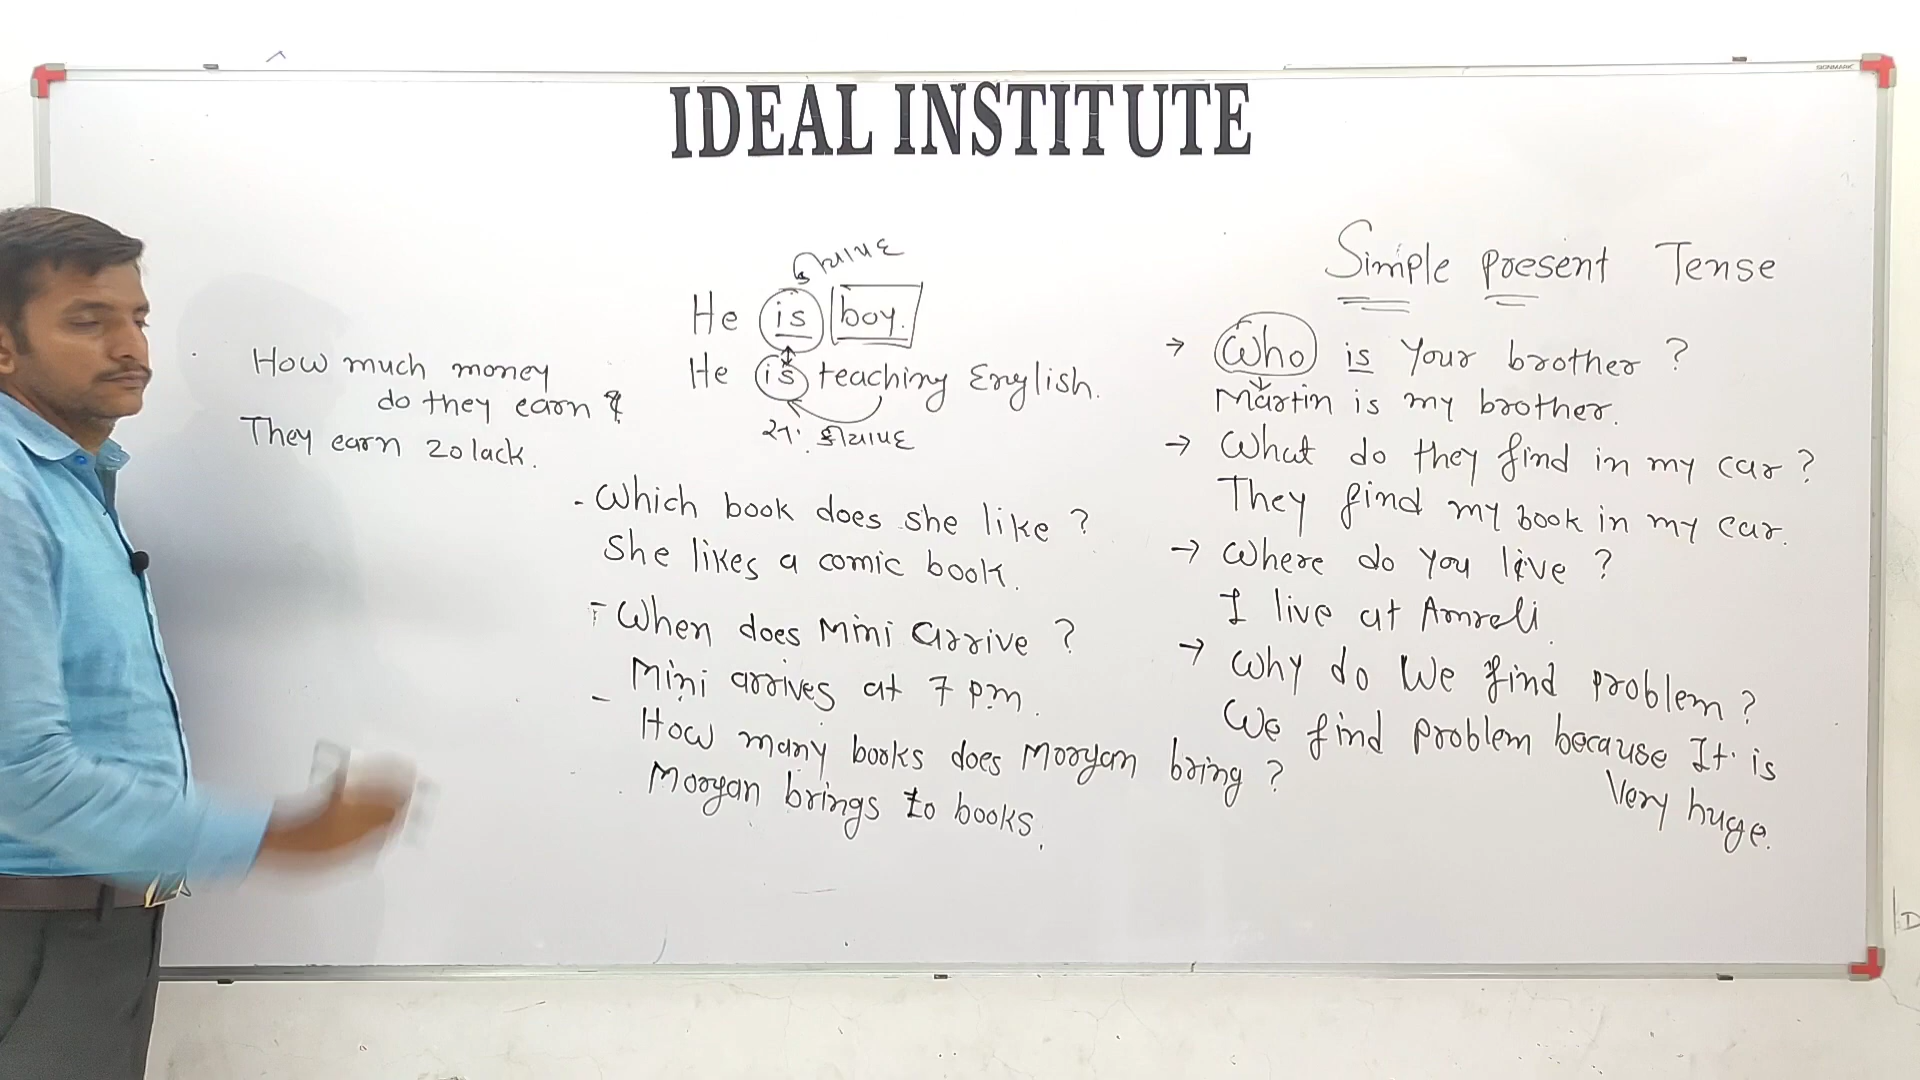 IDEAL INSTITUTE
Simple Present Tense
→ Who is your brother ?
Martin is my brother.
→ What do they find in my car ?
They find my book in my car.
→ Where do you live ?
I live at Amreli.
→ Why do We find problem ?
We find problem because It is
Very huge.
ક્રિયાપદ
He is boy.
He is teaching English.
સ. ક્રિયાપદ
- Which book does she like ?
She likes a comic book.
- When does Mini arrive ?
Mini arrives at 7 p.m.
- How many books does Morgan bring ?
Morgan brings to books.
How much money
do they earn ?
They earn 20 lack.
SIGNMARK
D